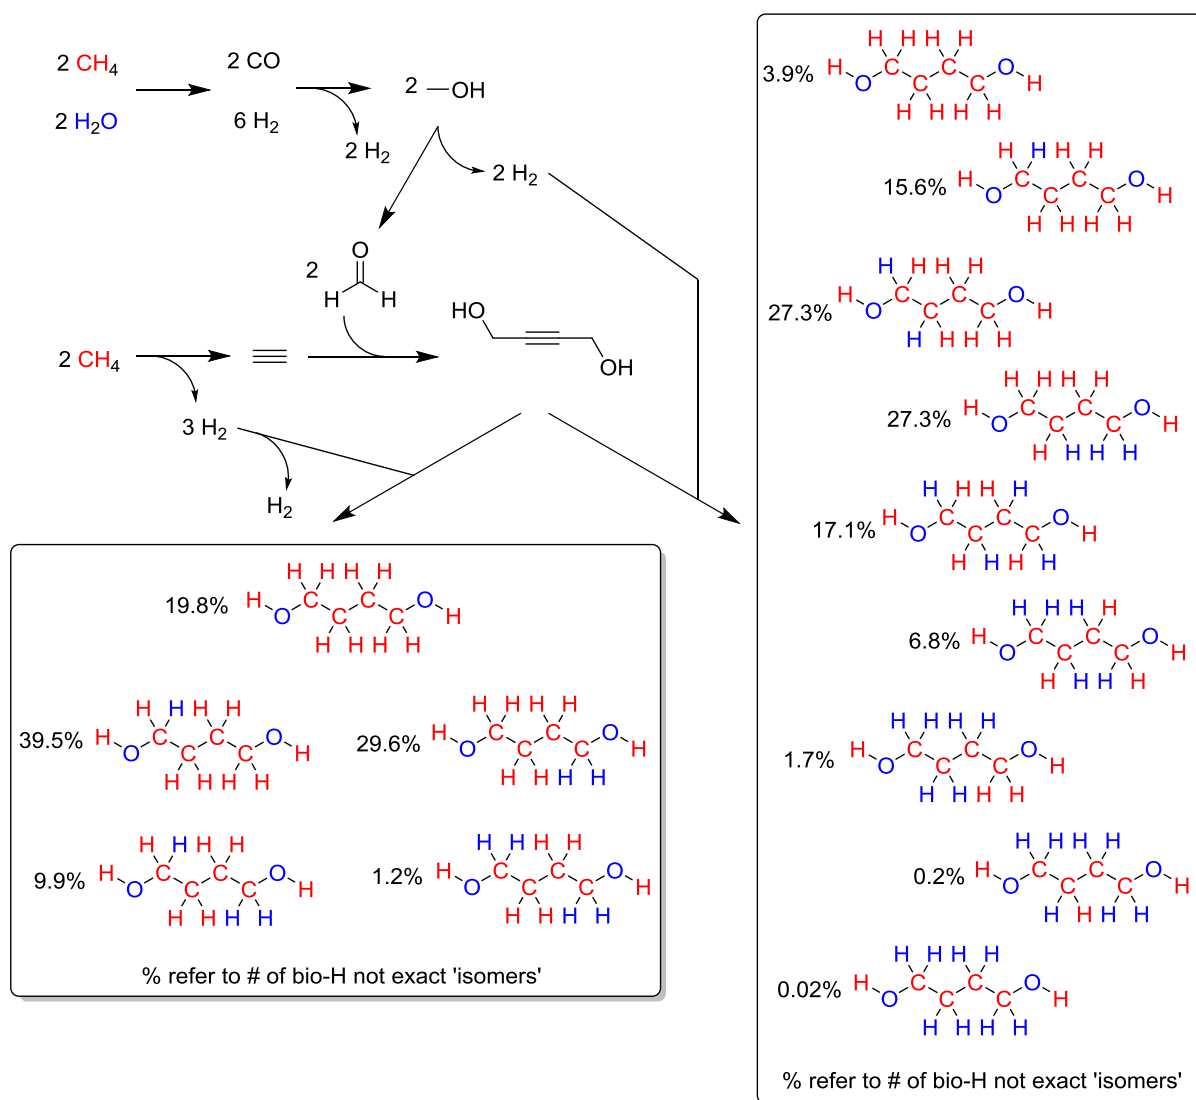 2 CH4
2 H2O
2 CO
6 H2
2 H2
2 —OH
2 H2
2
O
H H
2 CH4
3 H2
H2
HO
OH
19.8%
H H H H
H O C C C C O H
H H H H
39.5%
H H H H
H O C C C C O H
H H H H
29.6%
H H H H
H O C C C C O H
H H H H
9.9%
H H H H
H O C C C C O H
H H H H
1.2%
H H H H
H O C C C C O H
H H H H
% refer to # of bio-H not exact 'isomers'
3.9%
H H H H
H O C C C C O H
H H H H
15.6%
H H H H
H O C C C C O H
H H H H
27.3%
H H H H
H O C C C C O H
H H H H
27.3%
H H H H
H O C C C C O H
H H H H
17.1%
H H H H
H O C C C C O H
H H H H
6.8%
H H H H
H O C C C C O H
H H H H
1.7%
H H H H
H O C C C C O H
H H H H
0.2%
H H H H
H O C C C C O H
H H H H
0.02%
H H H H
H O C C C C O H
H H H H
% refer to # of bio-H not exact 'isomers'